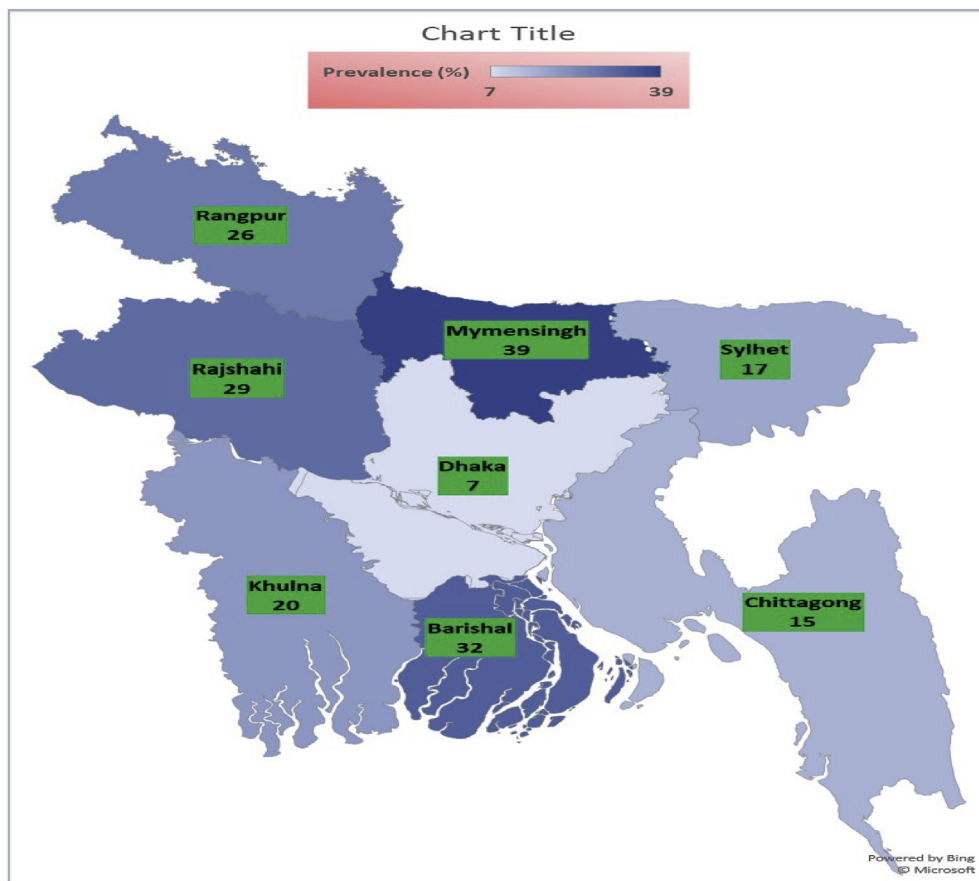 Chart Title
Prevalence (%)
7 39
Rangpur
26
Mymensingh
39
Sylhet
17
Rajshahi
29
Dhaka
7
Khulna
20
Chittagong
15
Barishal
32
Powered by Bing
© Microsoft